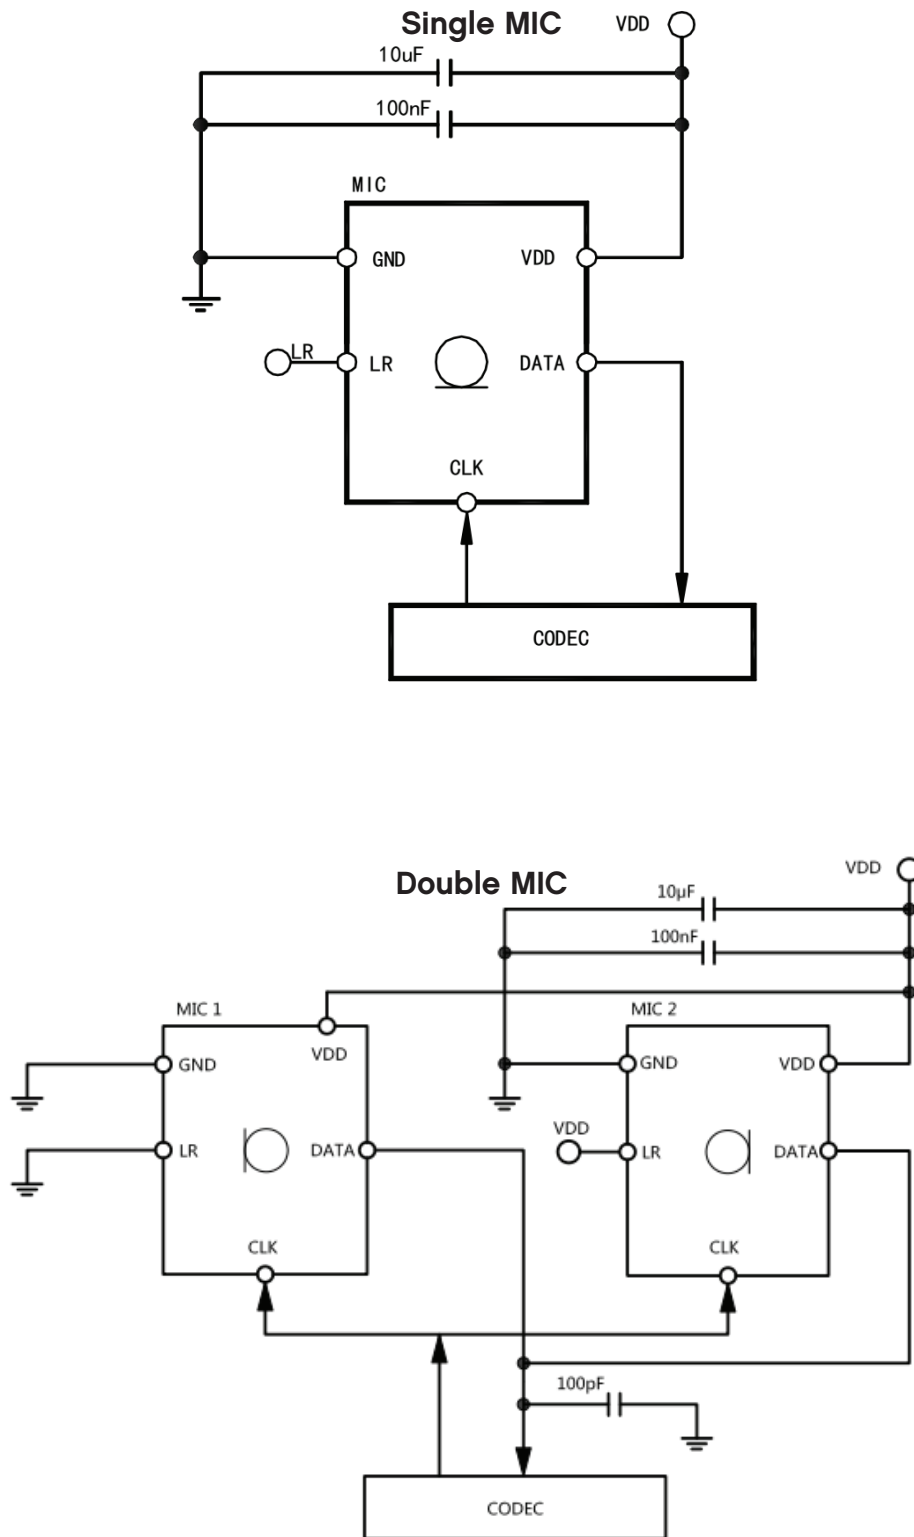 Single MIC
VDD
10uF
100nF
MIC
GND
VDD
LR
LR
DATA
CLK
CODEC
Double MIC
VDD
10μF
100nF
MIC 1
MIC 2
VDD
GND
GND
VDD
VDD
LR
DATA
LR
DATA
CLK
CLK
100pF
CODEC